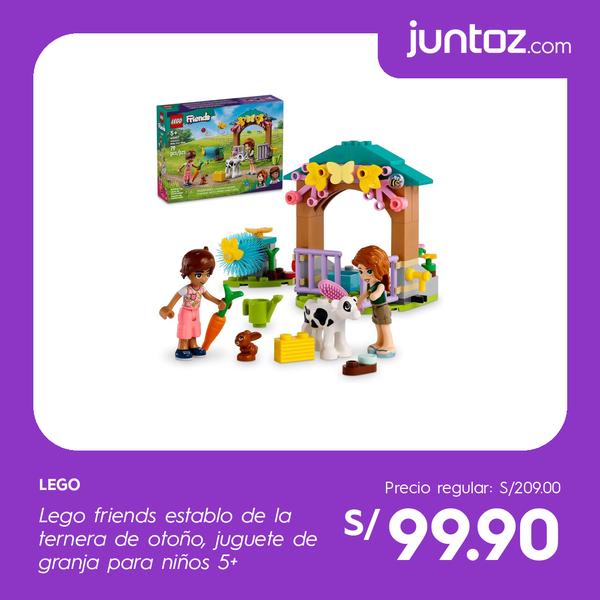 juntoz.com
LEGO Friends
5+
LEGO
Precio regular: S/209.00
Lego friends establo de la
ternera de otoño, juguete de
granja para niños 5+
S/99.90